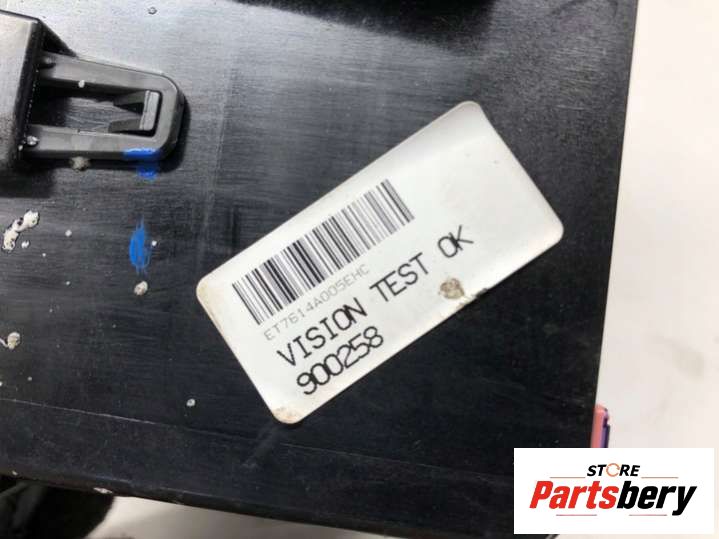 ET7614A005EHC
VISION TEST OK
900258
STORE
Partsbery